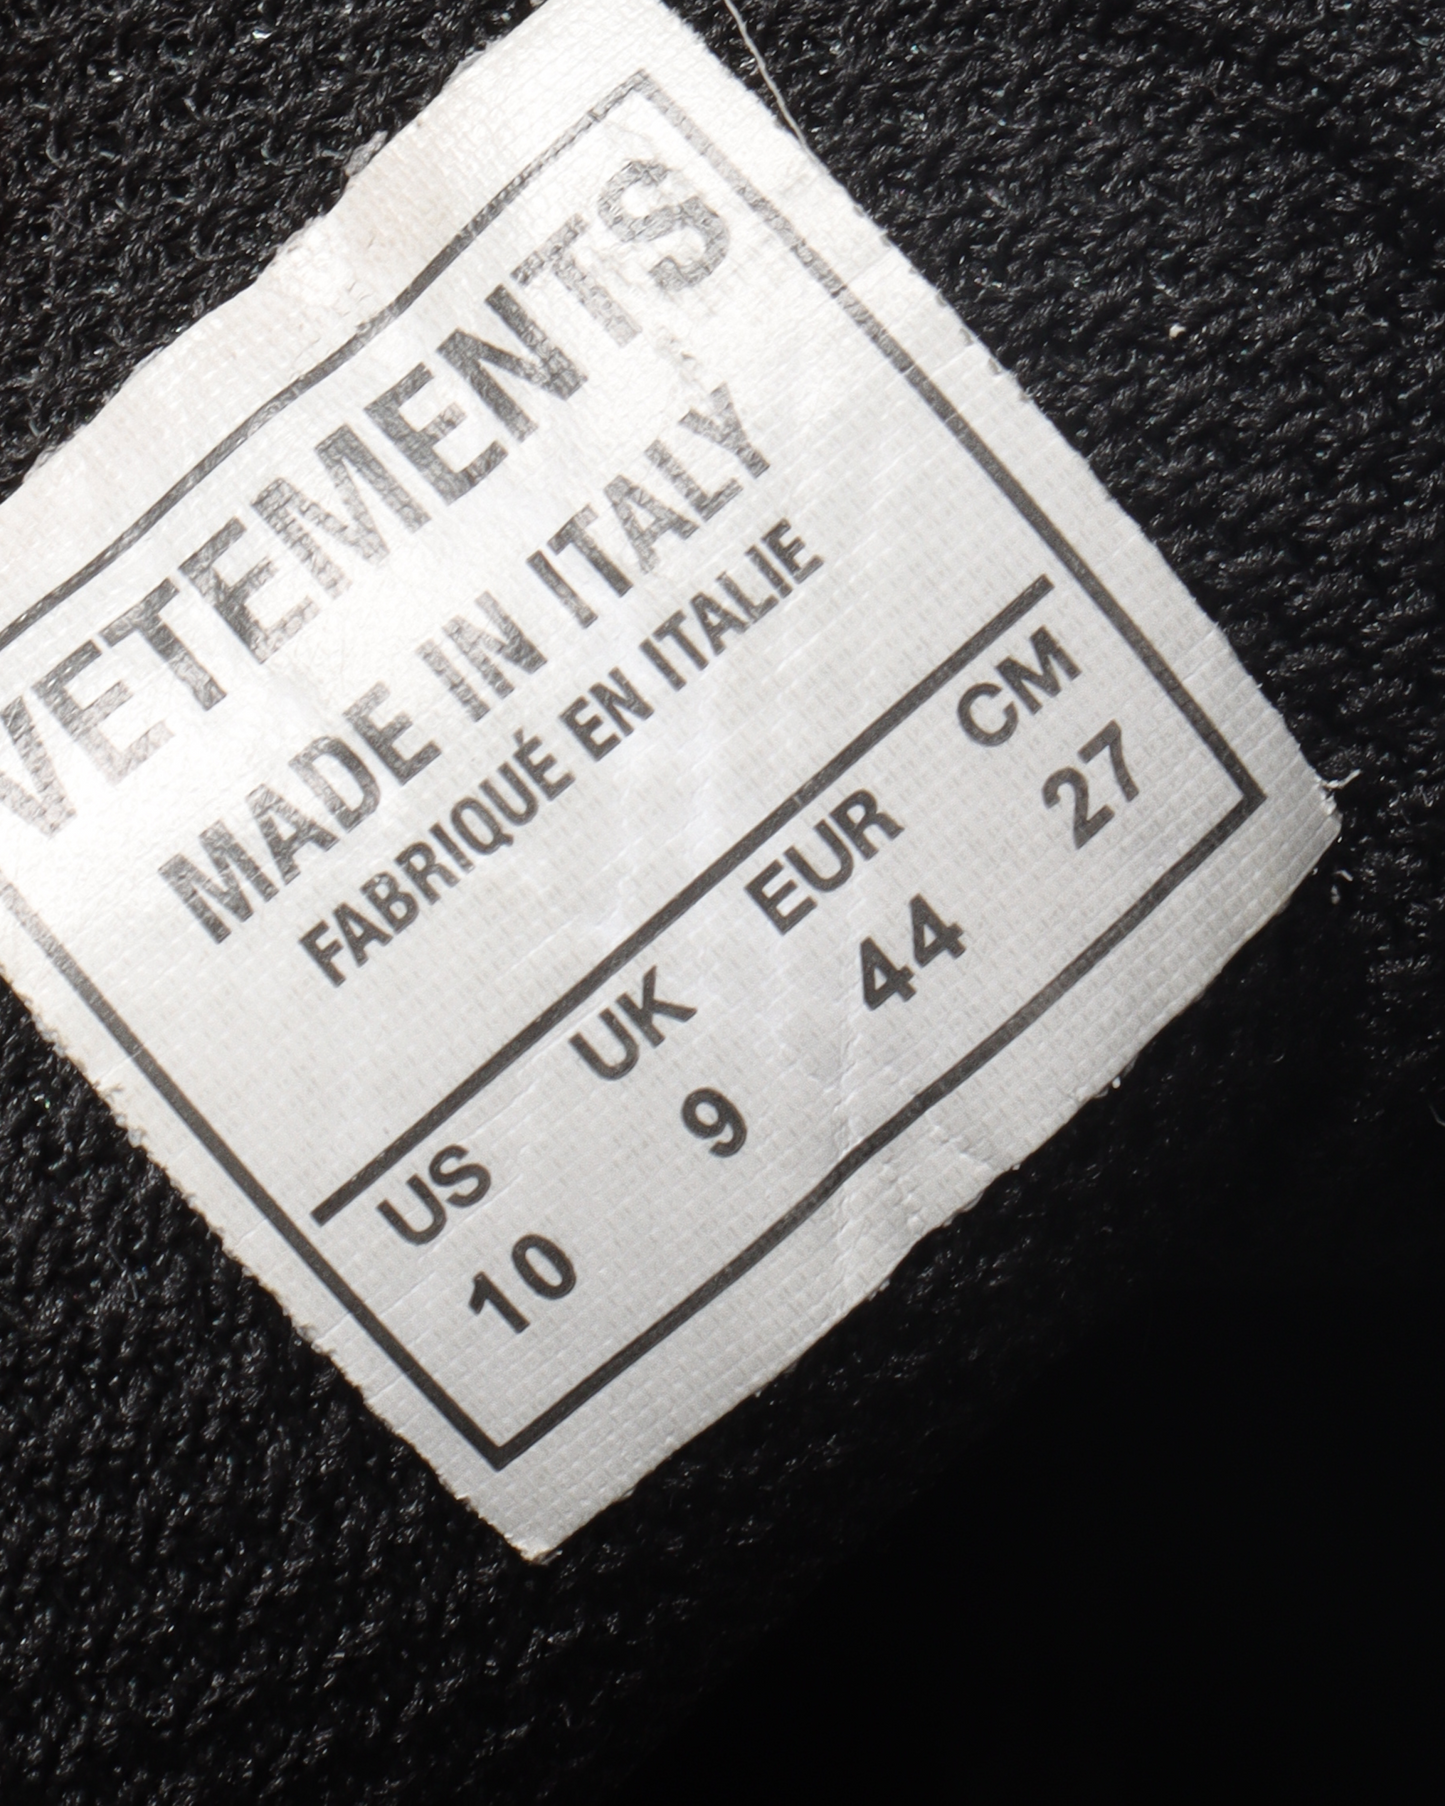 VETEMENTS
MADE IN ITALY
FABRIQUÉ EN ITALIE
US UK EUR CM
10 9 44 27